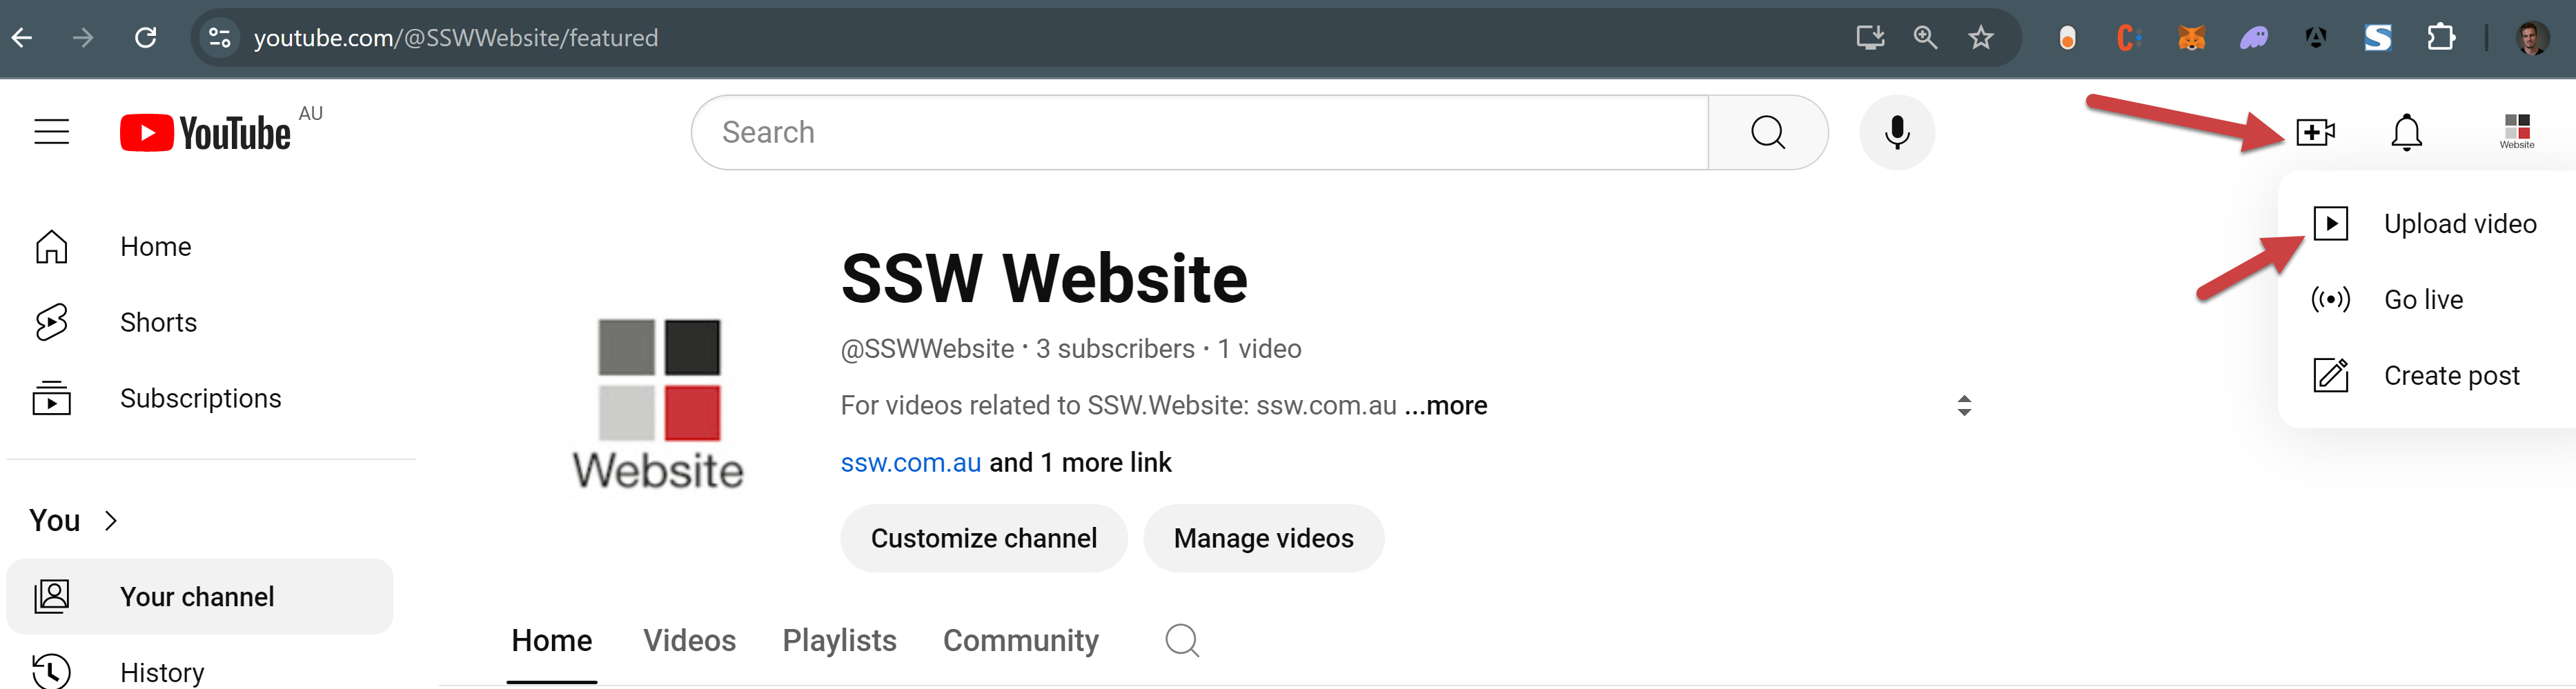 youtube.com/@SSWWebsite/featured
YouTube AU
Search
Website
Home
Shorts
Subscriptions
You
Your channel
History
Website
SSW Website
@SSWWebsite · 3 subscribers · 1 video
For videos related to SSW.Website: ssw.com.au ...more
ssw.com.au and 1 more link
Customize channel
Manage videos
Home
Videos
Playlists
Community
Upload video
Go live
Create post